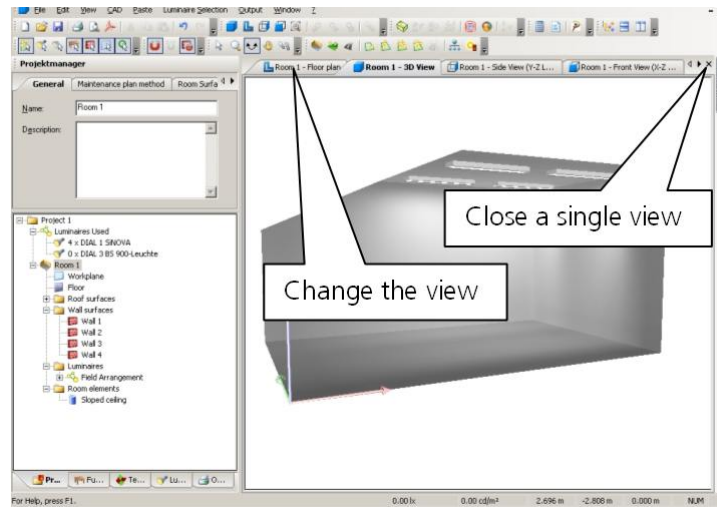 File Edit View CAD Paste Luminaire Selection Output Window ?
Projektmanager
General Maintenance plan method Room Surfa
Room 1 - Floor plan Room 1 - 3D View Room 1 - Side View (Y-Z L... Room 1 - Front View (X-Z ...
Name: Room 1
Description:
Close a single view
Change the view
Project 1
Luminaires Used
4 x DIAL 1 SINOVA
0 x DIAL 3 BS 900-Leuchte
Room 1
Workplane
Floor
Roof surfaces
Wall surfaces
Wall 1
Wall 2
Wall 3
Wall 4
Luminaires
Field Arrangement
Room elements
Sloped ceiling
Pr... Fu... Te... Lu... O...
For Help, press F1. 0.00 lx 0.00 cd/m² 2.696 m -2.808 m 0.000 m NUM